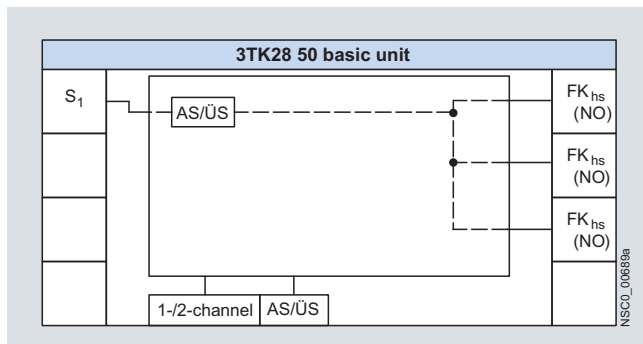 3TK28 50 basic unit
S1
AS/ÜS
FKhs
(NO)
FKhs
(NO)
FKhs
(NO)
1-/2-channel
AS/ÜS
NSC0_00689a